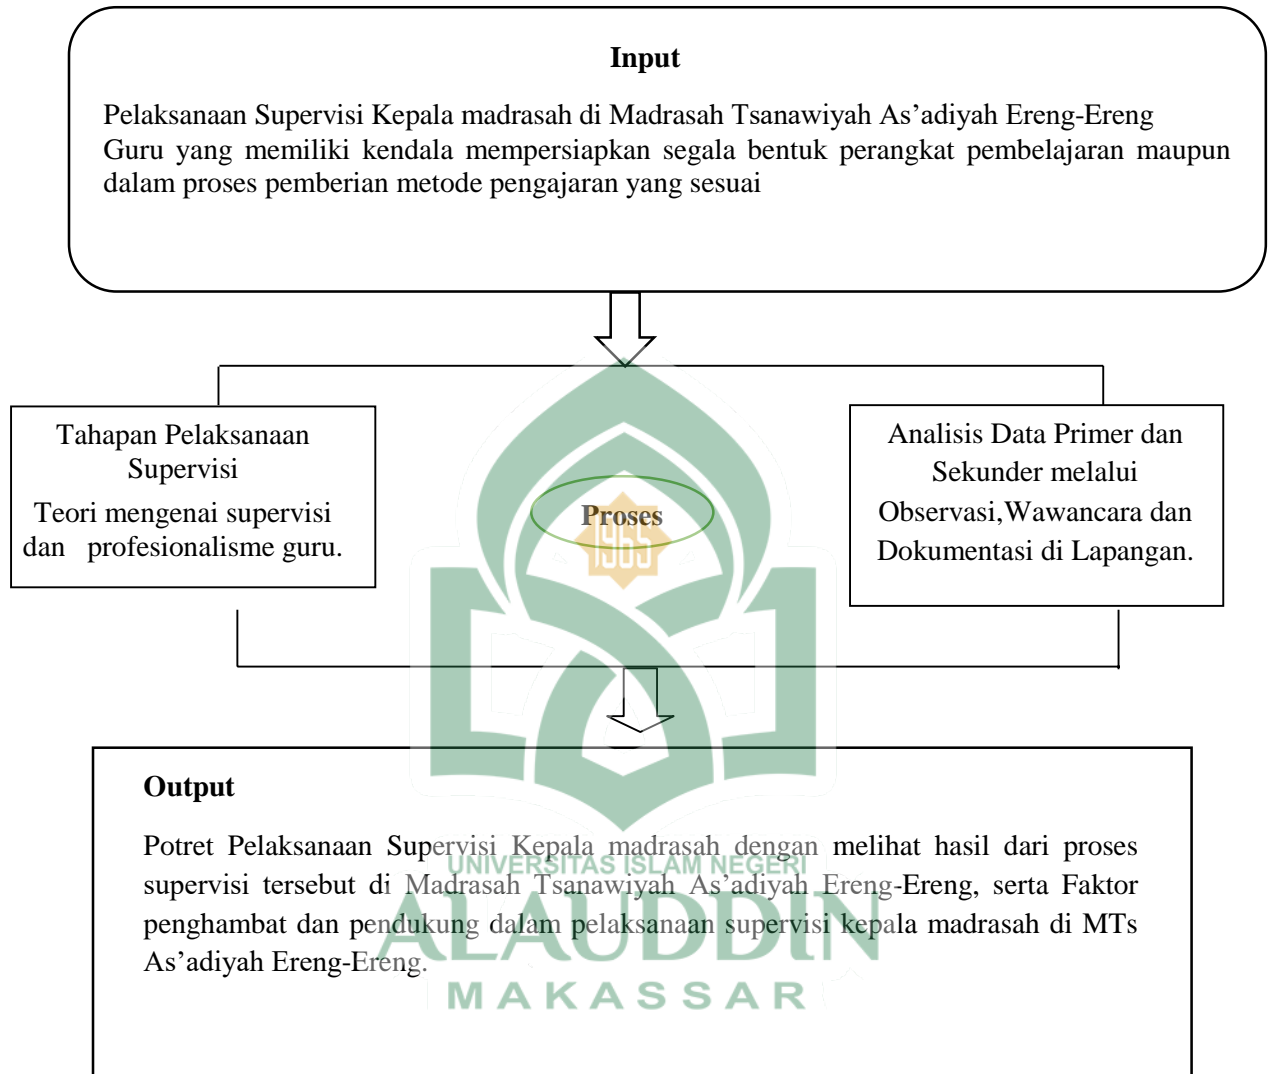 Input
Pelaksanaan Supervisi Kepala madrasah di Madrasah Tsanawiyah As’adiyah Ereng-Ereng
Guru yang memiliki kendala mempersiapkan segala bentuk perangkat pembelajaran maupun
dalam proses pemberian metode pengajaran yang sesuai
Tahapan Pelaksanaan
Supervisi
Teori mengenai supervisi
dan profesionalisme guru.
Proses
1965
Analisis Data Primer dan
Sekunder melalui
Observasi,Wawancara dan
Dokumentasi di Lapangan.
Output
Potret Pelaksanaan Supervisi Kepala madrasah dengan melihat hasil dari proses
supervisi tersebut di Madrasah Tsanawiyah As’adiyah Ereng-Ereng, serta Faktor
penghambat dan pendukung dalam pelaksanaan supervisi kepala madrasah di MTs
As’adiyah Ereng-Ereng.
UNIVERSITAS ISLAM NEGERI
ALAUDDIN
MAKASSAR